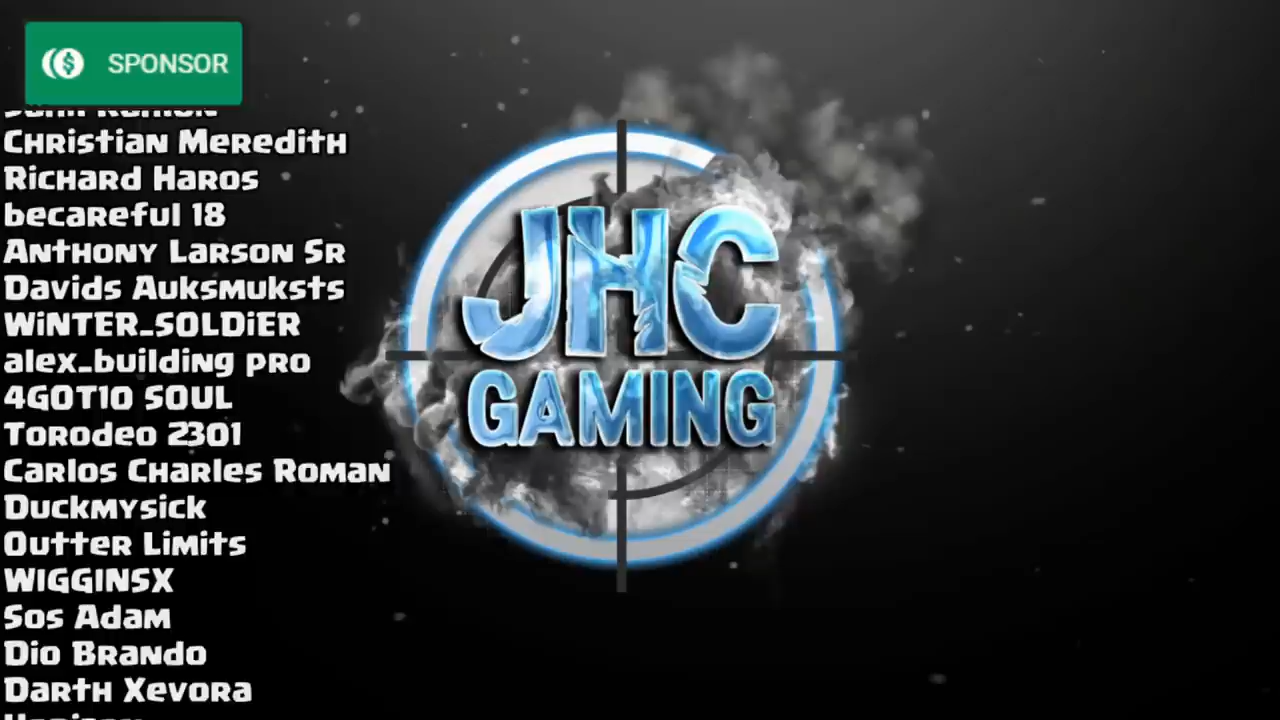 SPONSOR
Christian Meredith
Richard Haros
becareful 18
Anthony Larson Sr
Davids Auksmuksts
WiNTER_SOLDiER
alex_building pro
4GOT10 SOUL
Torodeo 2301
Carlos Charles Roman
Duckmysick
Outter Limits
WIGGINSX
Sos Adam
Dio Brando
Darth Xevora
JHC
GAMING